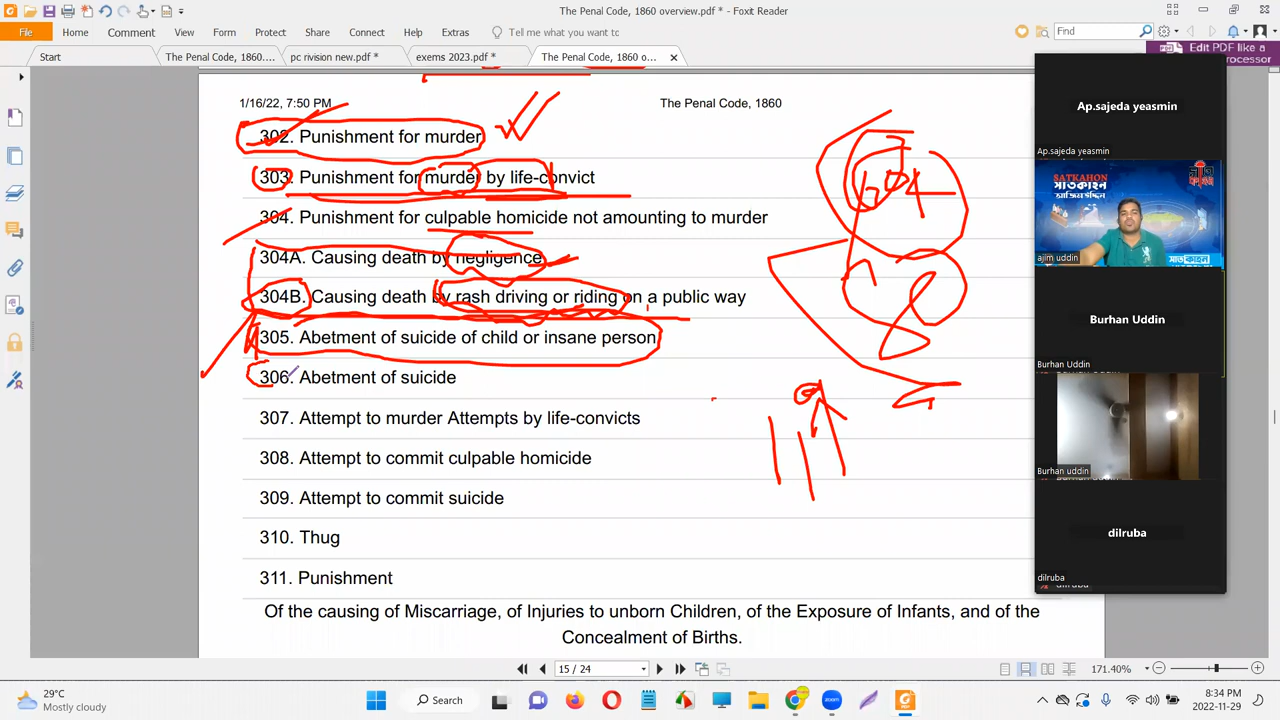 The Penal Code, 1860 overview.pdf * - Foxit Reader
File Home Comment View Form Protect Share Connect Help Extras Tell me what you want to
Find
Start The Penal Code, 1860.... pc rivision new.pdf * exems 2023.pdf * The Penal Code, 1860 o...
Edit PDF like a
rocessor
1/16/22, 7:50 PM The Penal Code, 1860
302. Punishment for murder
303. Punishment for murder by life-convict
304. Punishment for culpable homicide not amounting to murder
304A. Causing death by negligence
304B. Causing death by rash driving or riding on a public way
305. Abetment of suicide of child or insane person
306. Abetment of suicide
307. Attempt to murder Attempts by life-convicts
308. Attempt to commit culpable homicide
309. Attempt to commit suicide
310. Thug
311. Punishment
Of the causing of Miscarriage, of Injuries to unborn Children, of the Exposure of Infants, and of the
Concealment of Births.
Ap.sajeda yeasmin
Ap.sajeda yeasmin
SATKAHON
সাতকাহন
আজিম উদ্দিন
সাতকাহন
ajim uddin
Burhan Uddin
Burhan Uddin
Burhan uddin
dilruba
dilruba
15 / 24
171.40%
29°C
Mostly cloudy
Search
zoom
8:34 PM
2022-11-29